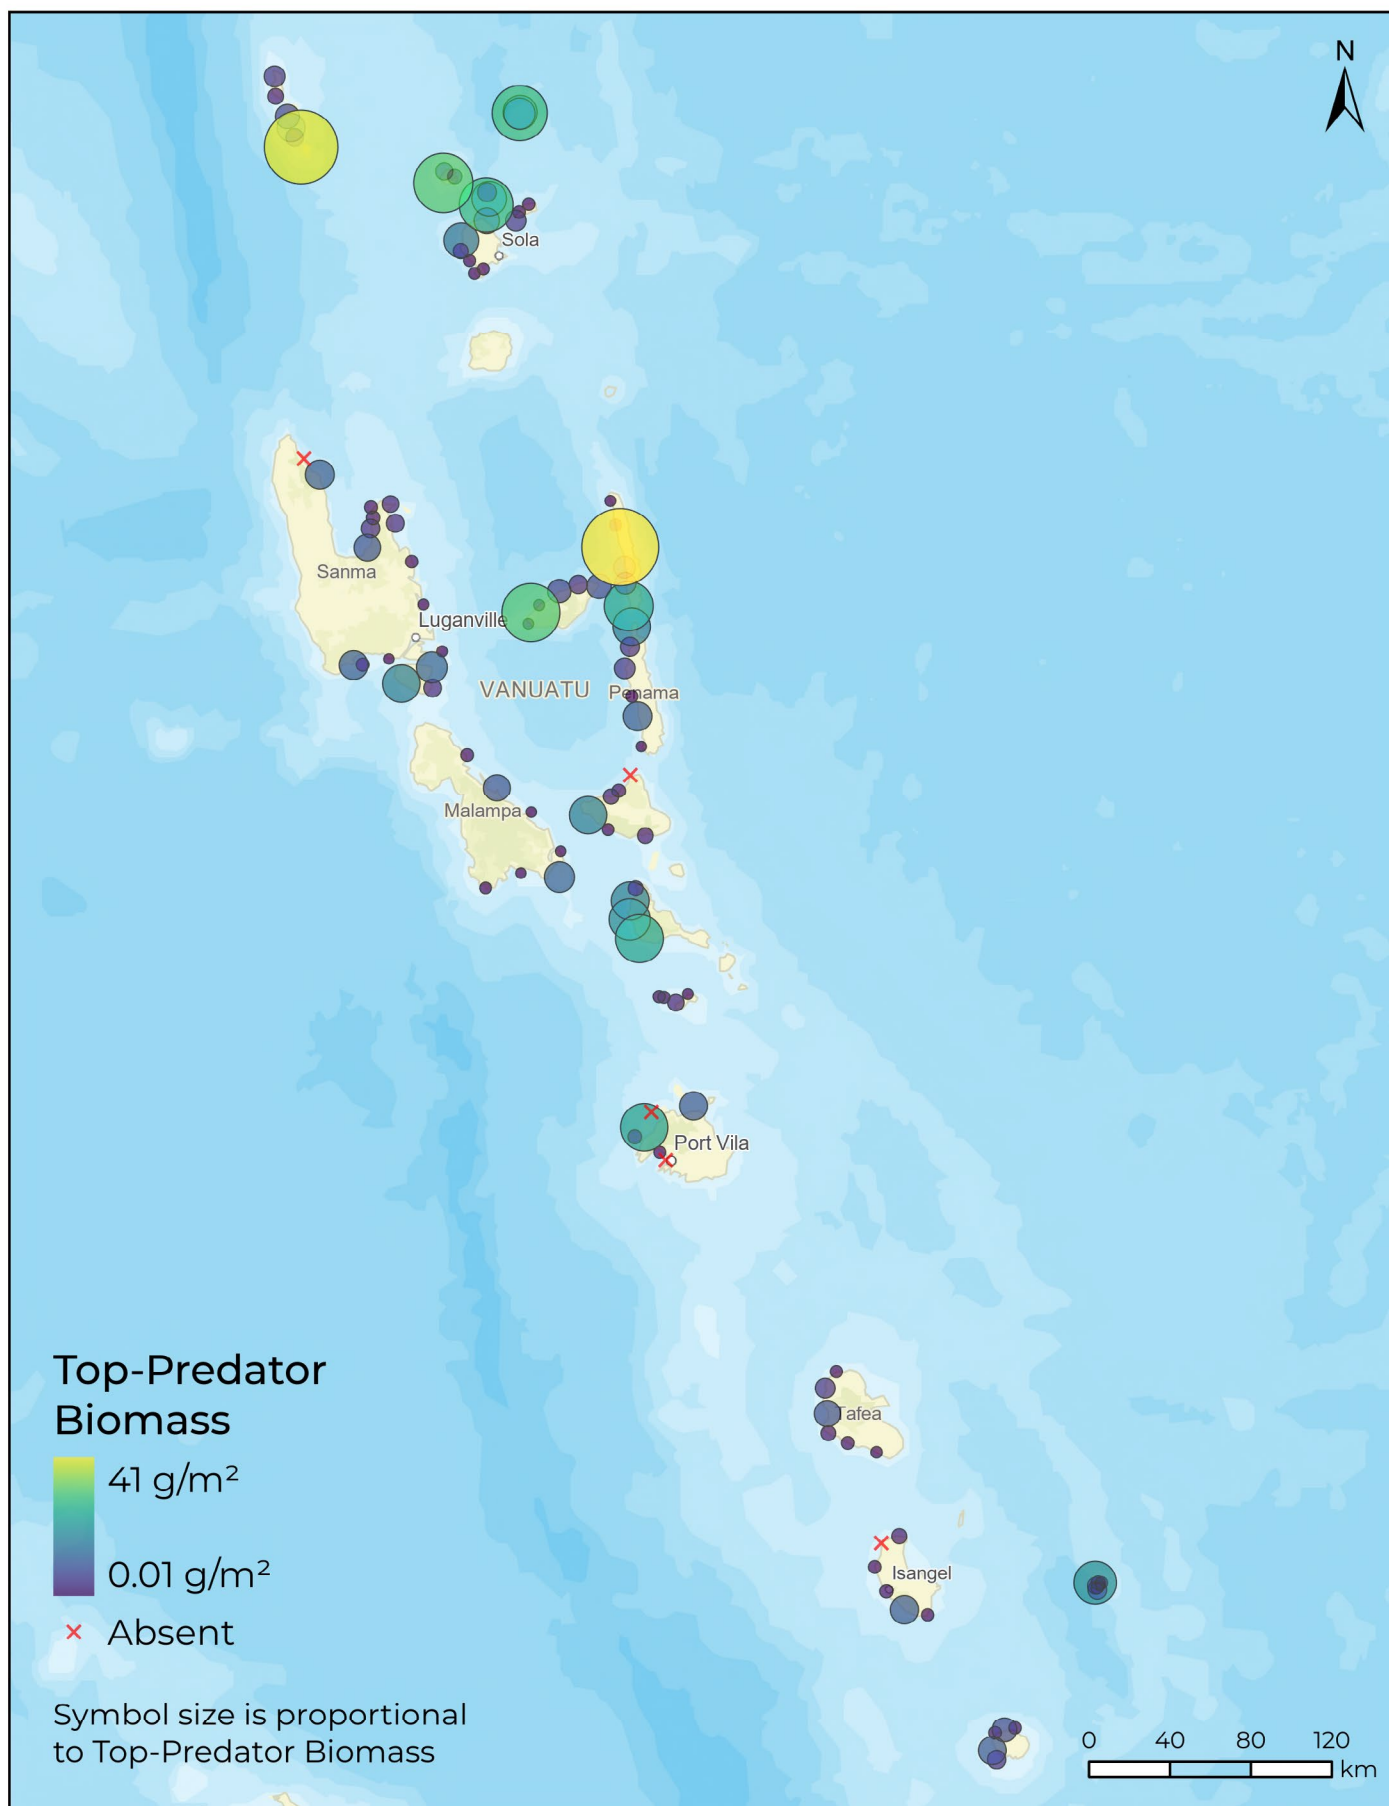 N
Sola
Sanma
Luganville
VANUATU
Penama
Malampa
Port Vila
Tafea
Isangel
Top-Predator
Biomass
41 g/m²
0.01 g/m²
Absent
Symbol size is proportional
to Top-Predator Biomass
0 40 80 120
km